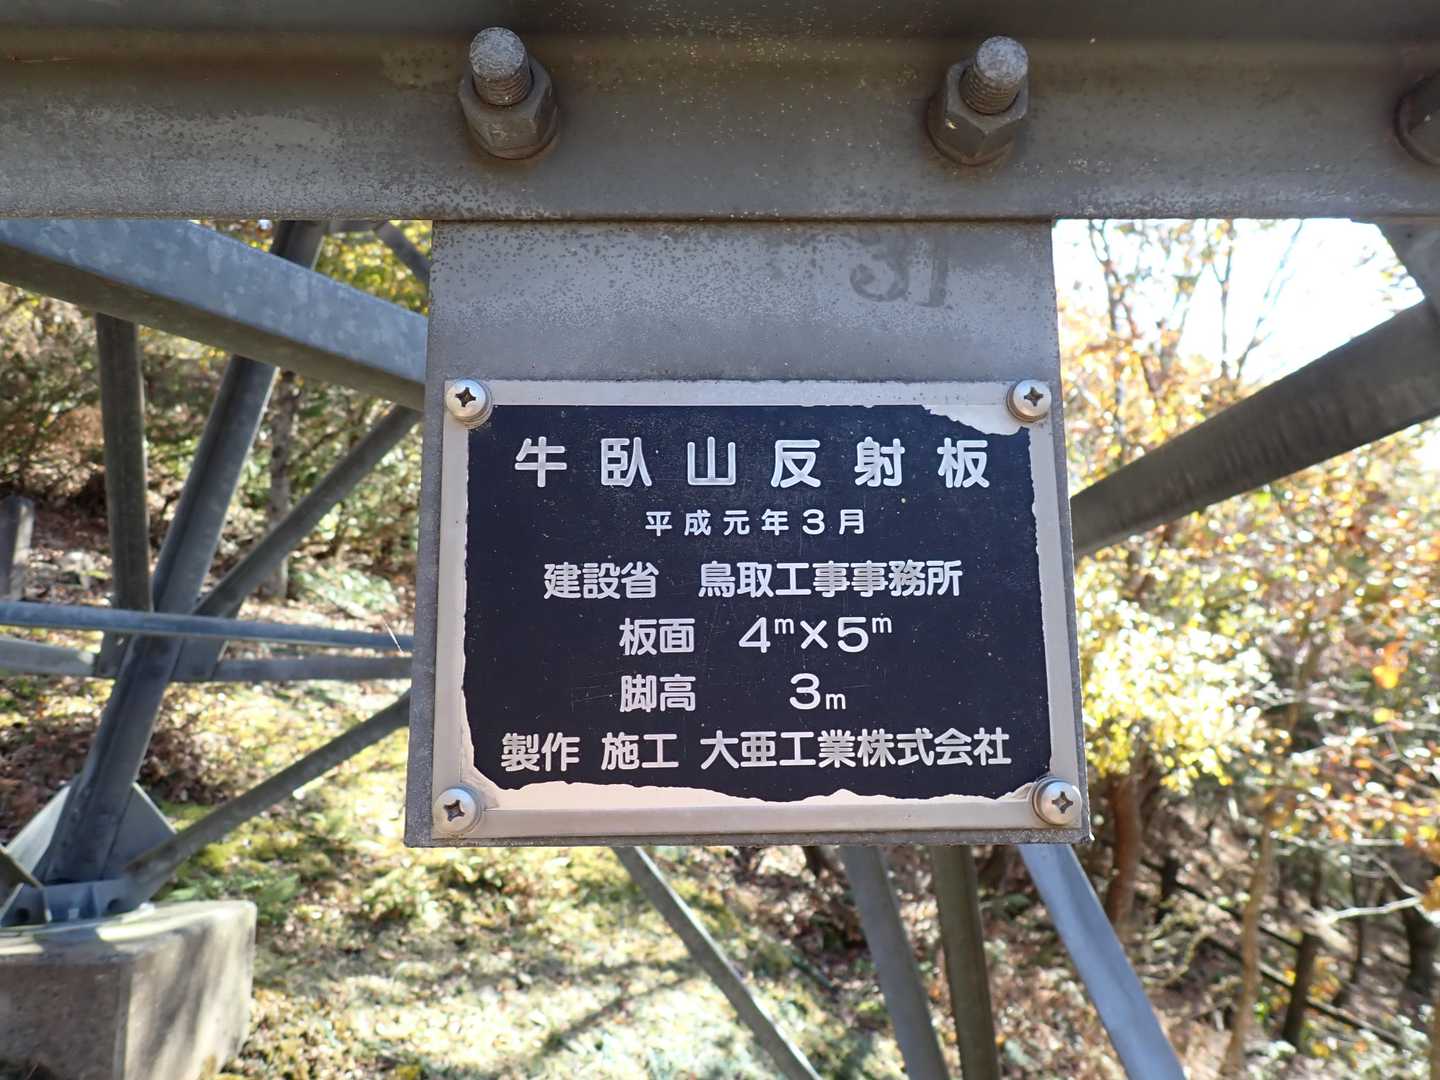 31
牛臥山反射板
平成元年3月
建設省 鳥取工事事務所
板面 4m×5m
脚高 3m
製作 施工 大亜工業株式会社